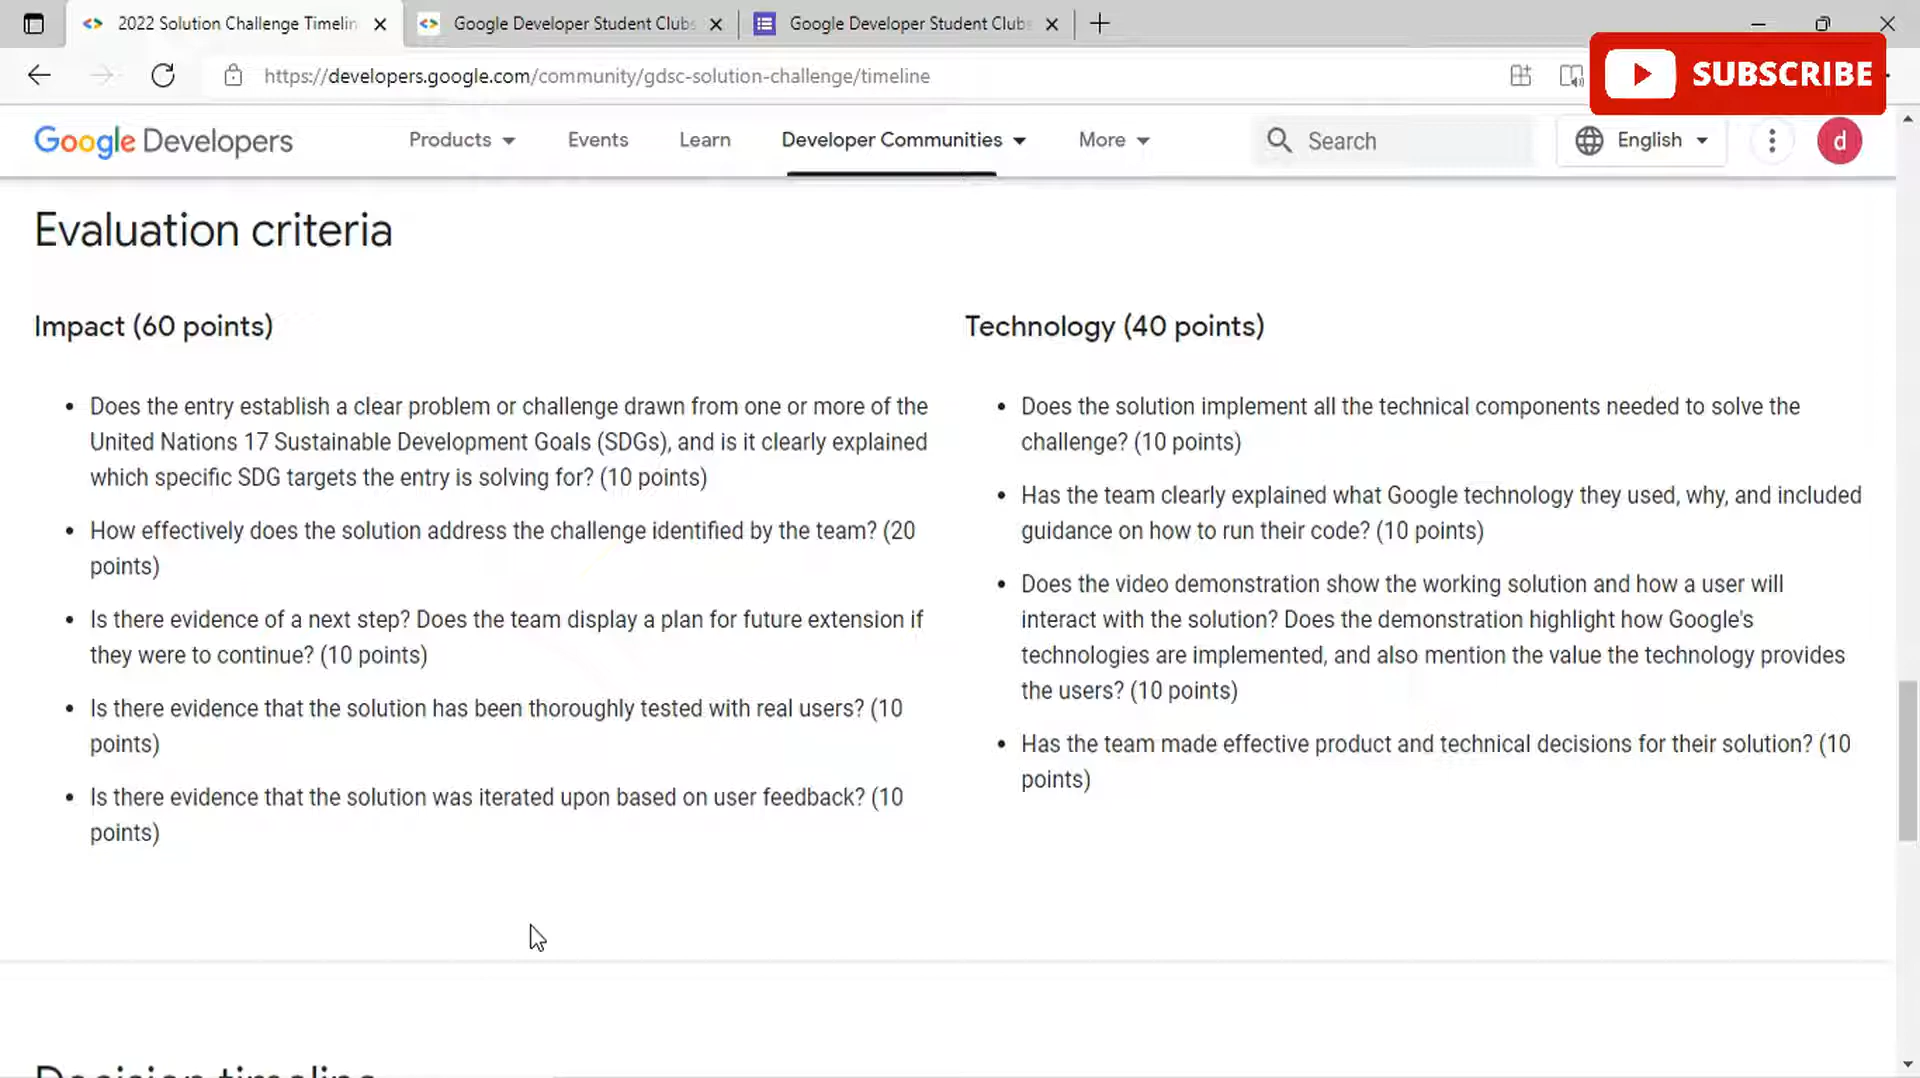 2022 Solution Challenge Timelin
Google Developer Student Clubs
Google Developer Student Clubs
https://developers.google.com/community/gdsc-solution-challenge/timeline
SUBSCRIBE
Google Developers
Products
Events
Learn
Developer Communities
More
Search
English
d
Evaluation criteria
Impact (60 points)
Does the entry establish a clear problem or challenge drawn from one or more of the
United Nations 17 Sustainable Development Goals (SDGs), and is it clearly explained
which specific SDG targets the entry is solving for? (10 points)
How effectively does the solution address the challenge identified by the team? (20
points)
Is there evidence of a next step? Does the team display a plan for future extension if
they were to continue? (10 points)
Is there evidence that the solution has been thoroughly tested with real users? (10
points)
Is there evidence that the solution was iterated upon based on user feedback? (10
points)
Technology (40 points)
Does the solution implement all the technical components needed to solve the
challenge? (10 points)
Has the team clearly explained what Google technology they used, why, and included
guidance on how to run their code? (10 points)
Does the video demonstration show the working solution and how a user will
interact with the solution? Does the demonstration highlight how Google's
technologies are implemented, and also mention the value the technology provides
the users? (10 points)
Has the team made effective product and technical decisions for their solution? (10
points)
Decision timeline